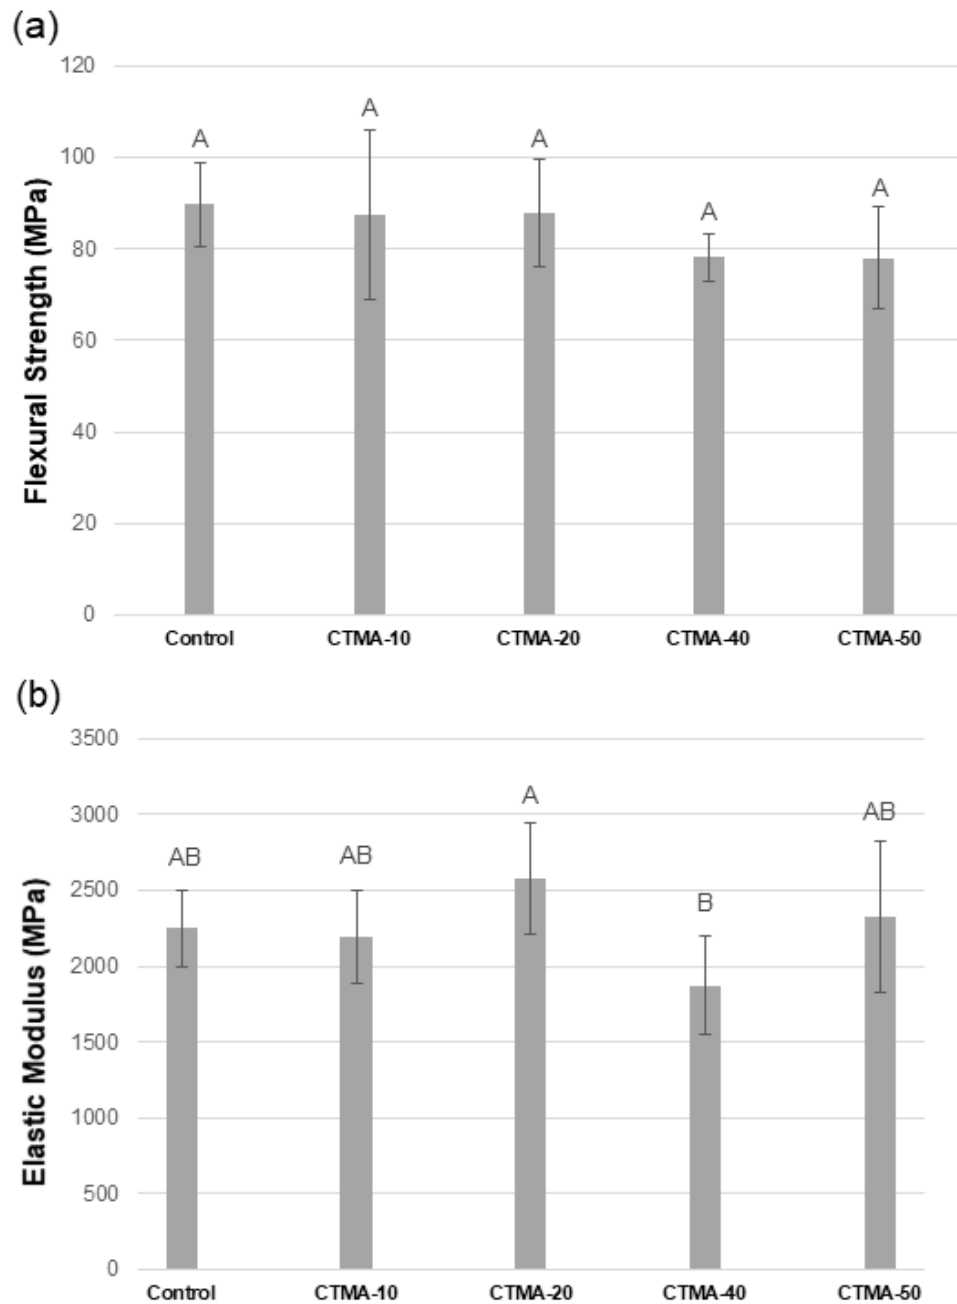 (a)
Flexural Strength (MPa)
120
100
80
60
40
20
0
A
A
A
A
A
Control CTMA-10 CTMA-20 CTMA-40 CTMA-50
(b)
Elastic Modulus (MPa)
3500
3000
2500
2000
1500
1000
500
0
AB
AB
A
B
AB
Control CTMA-10 CTMA-20 CTMA-40 CTMA-50